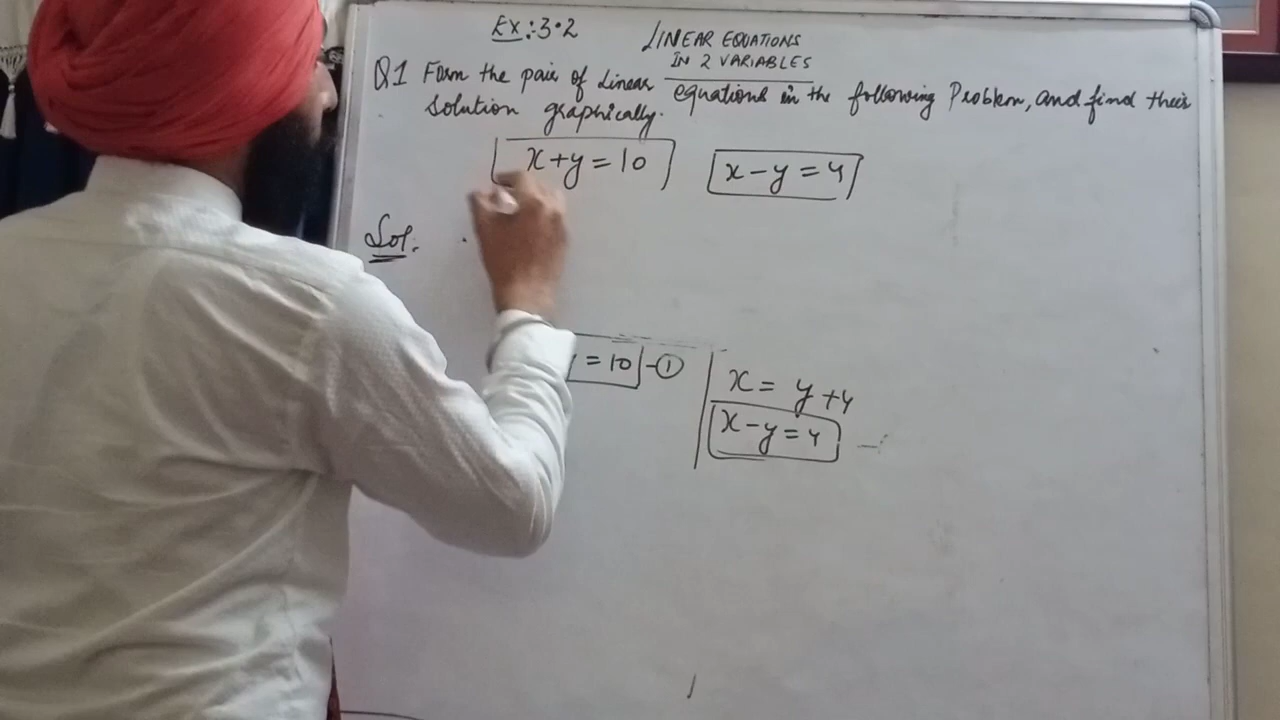 Ex:3.2
LINEAR EQUATIONS
IN 2 VARIABLES
Q1 Form the pair of Linear equations in the following Problem, and find their
solution graphically.
x+y=10 x-y=4
Sol.
=10 -①
x= y+4
x-y=4